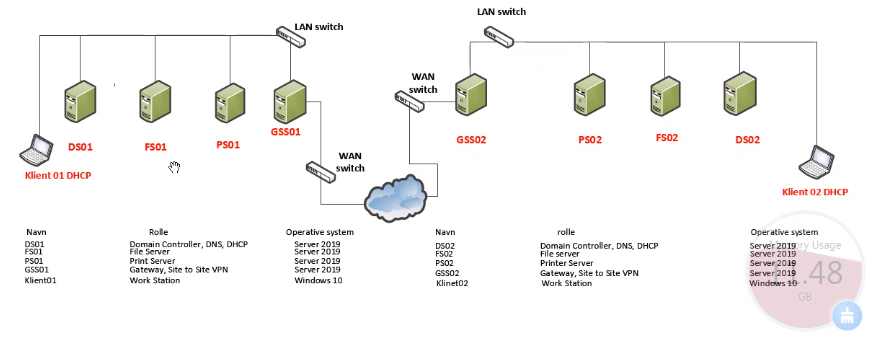 LAN switch
LAN switch
WAN
switch
DS01
FS01
PS01
GSS01
GSS02
PS02
FS02
DS02
WAN
switch
Klient 01 DHCP
Klient 02 DHCP
Navn Rolle Operative system
DS01 Domain Controller, DNS, DHCP Server 2019
FS01 File Server Server 2019
PS01 Print Server Server 2019
GSS01 Gateway, Site to Site VPN Server 2019
Klient01 Work Station Windows 10
Navn rolle Operative system
DS02 Domain Controller, DNS, DHCP Server 2019
FS02 File server Server 2019
PS02 Printer Server Server 2019
GSS02 Gateway, Site to Site VPN Server 2019
Klinet02 Work Station Windows 10
Usage
.48
GB